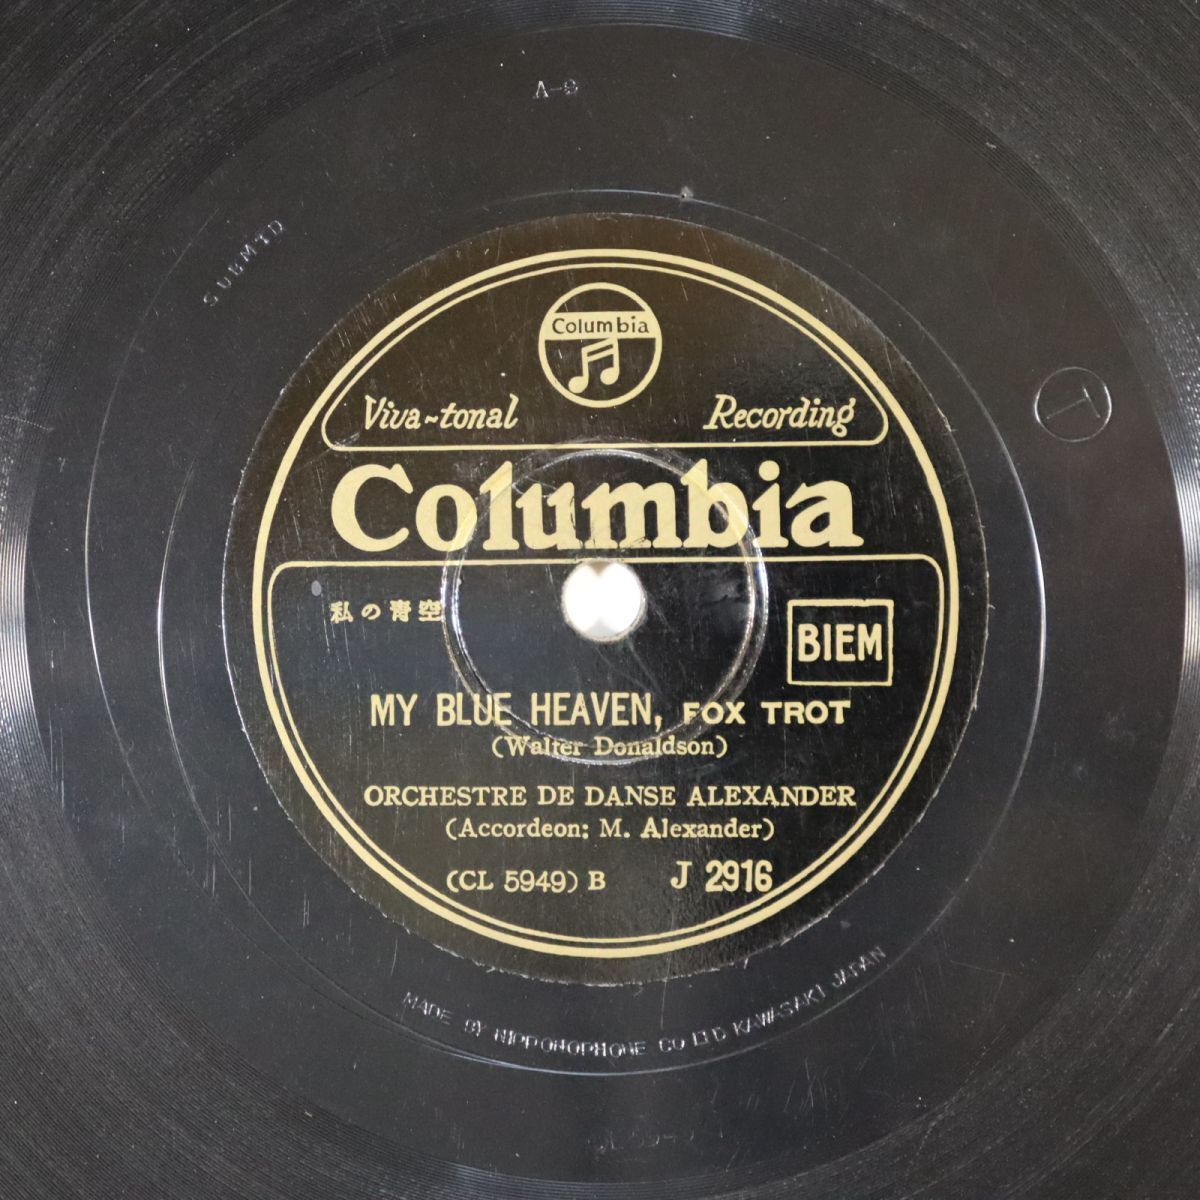 A-9
SUBMTD
T
Columbia
Viva~tonal Recording
Columbia
私の青空
BIEM
MY BLUE HEAVEN, FOX TROT
(Walter Donaldson)
ORCHESTRE DE DANSE ALEXANDER
(Accordeon: M. Alexander)
(CL 5949) B J 2916
MADE BY NIPPONOPHONE CO LTD KAWASAKI JAPAN